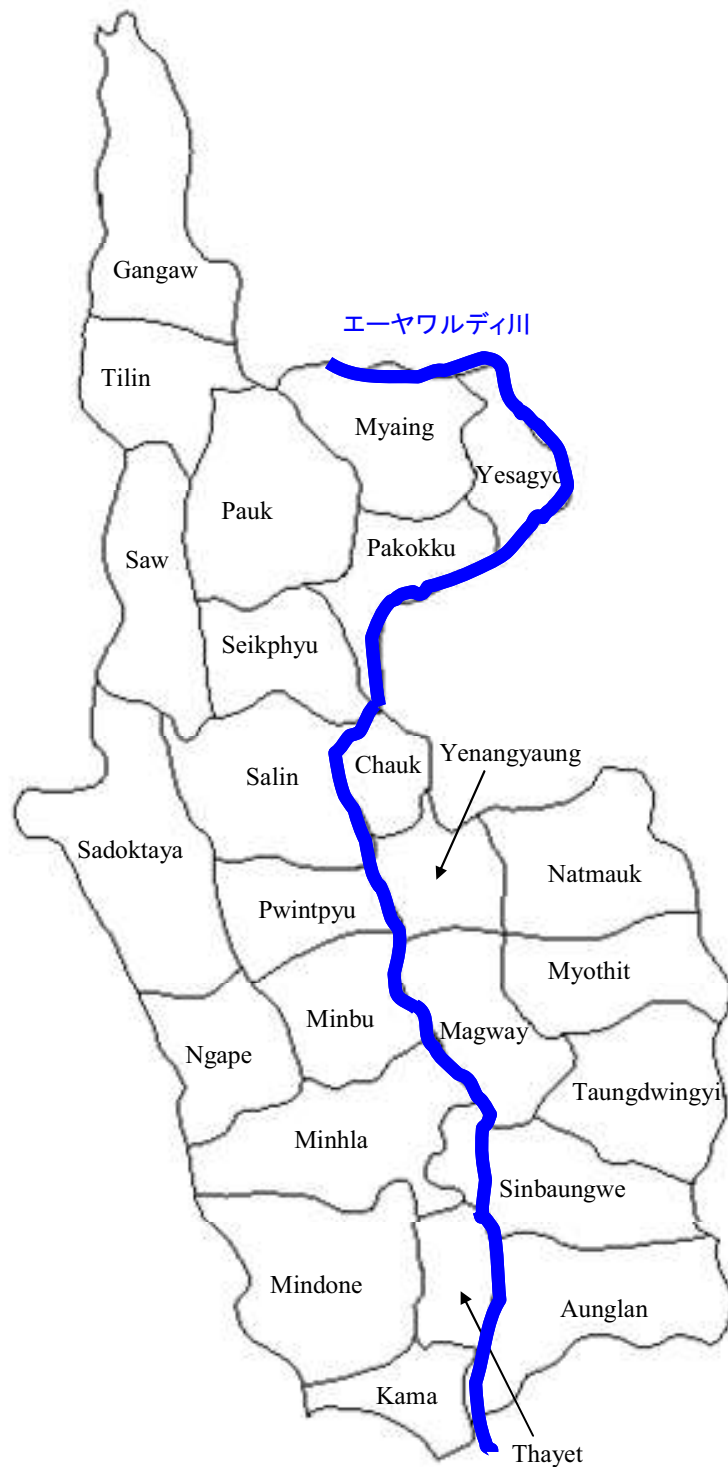 Gangaw
エーヤワルディ川
Tilin
Myaing
Yesagyo
Pauk
Pakokku
Saw
Seikphyu
Yenangyaung
Chauk
Salin
Sadoktaya
Natmauk
Pwintpyu
Myothit
Minbu
Magway
Ngape
Taungdwingyi
Minhla
Sinbaungwe
Mindone
Aunglan
Kama
Thayet